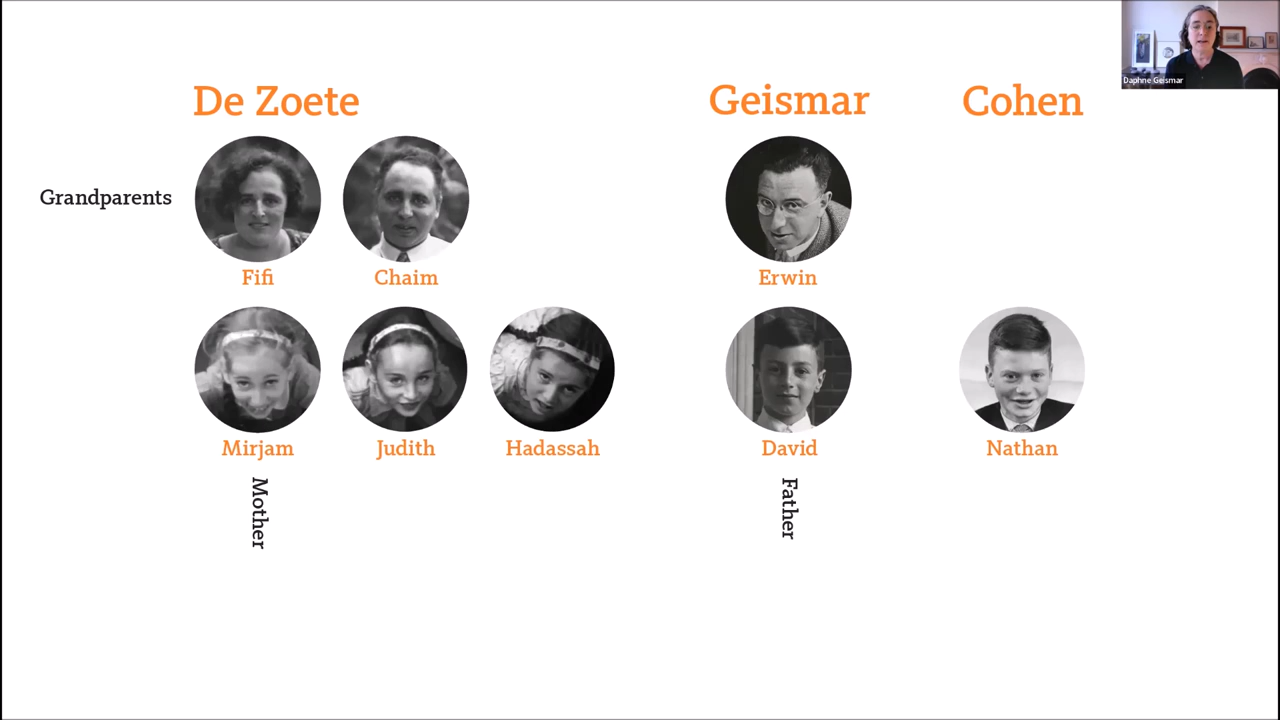 Daphne Geismar
De Zoete
Geismar
Cohen
Grandparents
Fifi
Chaim
Erwin
Mirjam
Judith
Hadassah
David
Nathan
Mother
Father